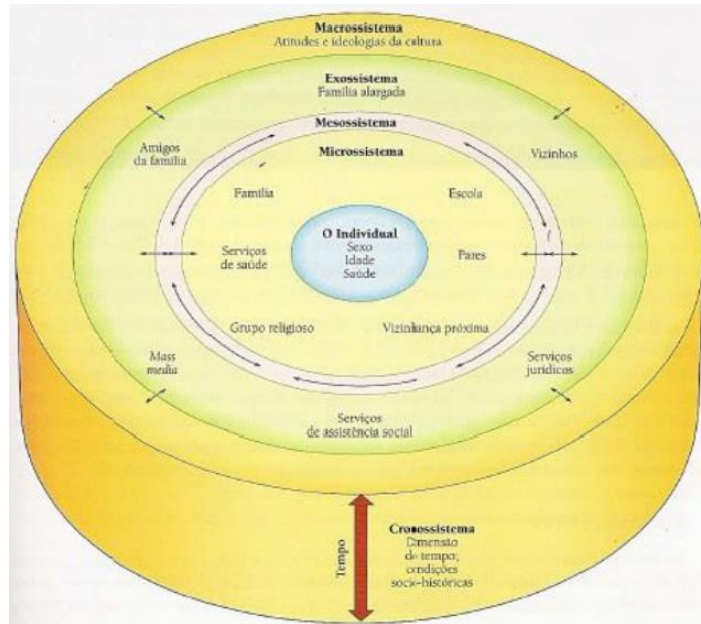 Macrossistema
Atitudes e ideologias da cultura
Exossistema
Família alargada
Mesossistema
Microssistema
Amigos
da família
Vizinhos
Família
Escola
O Individual
Sexo
Idade
Saúde
Serviços
de saúde
Pares
Grupo religioso
Vizinhança próxima
Mass
media
Serviços
jurídicos
Serviços
de assistência social
Tempo
Cronossistema
Dimensão
do tempo;
condições
socio-históricas